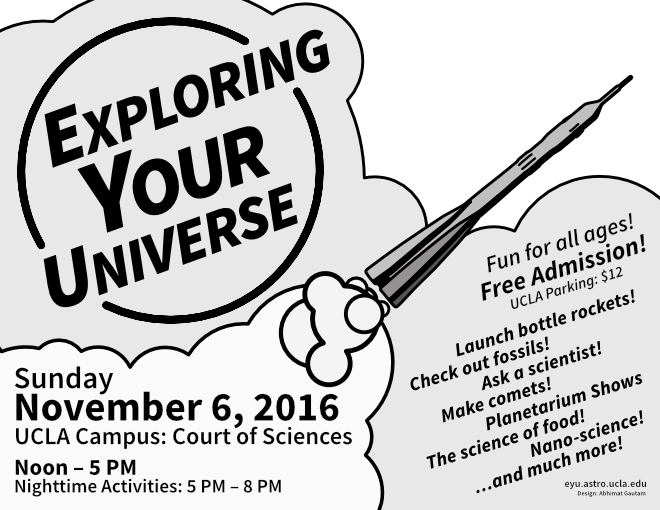 EXPLORING
YOUR
UNIVERSE
Sunday
November 6, 2016
UCLA Campus: Court of Sciences
Noon – 5 PM
Nighttime Activities: 5 PM – 8 PM
Fun for all ages!
Free Admission!
UCLA Parking: $12
Launch bottle rockets!
Check out fossils!
Ask a scientist!
Make comets!
Planetarium Shows
The science of food!
Nano-science!
...and much more!
eyu.astro.ucla.edu
Design: Abhimat Gautam